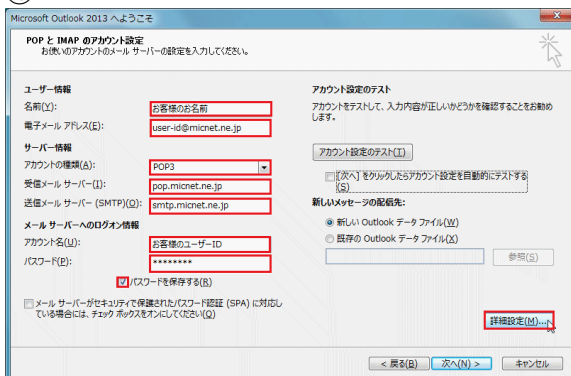 Microsoft Outlook 2013 へようこそ
POP と IMAP のアカウント設定
お使いのアカウントのメール サーバーの設定を入力してください。
ユーザー情報
名前(Y):
お客様のお名前
電子メール アドレス(E):
user-id@micnet.ne.jp
サーバー情報
アカウントの種類(A):
POP3
受信メール サーバー(I):
pop.micnet.ne.jp
送信メール サーバー (SMTP)(O):
smtp.micnet.ne.jp
メール サーバーへのログオン情報
アカウント名(U):
お客様のユーザーID
パスワード(P):
********
パスワードを保存する(R)
メール サーバーがセキュリティで保護されたパスワード認証 (SPA) に対応し
ている場合には、チェック ボックスをオンにしてください(Q)
アカウント設定のテスト
アカウントをテストして、入力内容が正しいかどうかを確認することをお勧め
します。
アカウント設定のテスト(T)
[次へ] をクリックしたらアカウント設定を自動的にテストする
(S)
新しいメッセージの配信先:
新しい Outlook データ ファイル(W)
既存の Outlook データ ファイル(X)
参照(S)
詳細設定(M)...
< 戻る(B)
次へ(N) >
キャンセル